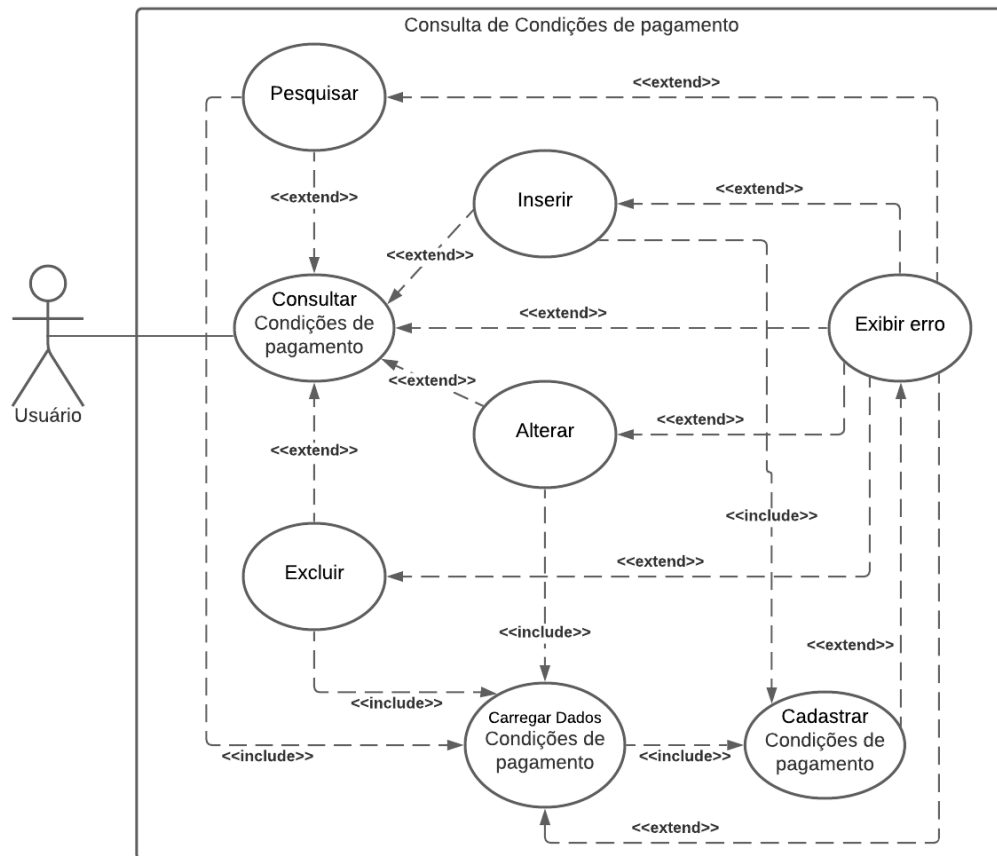 Consulta de Condições de pagamento
Pesquisar
<<extend>>
<<extend>>
Inserir
<<extend>>
<<extend>>
Consultar
Condições de
pagamento
<<extend>>
Exibir erro
Usuário
<<extend>>
Alterar
<<extend>>
<<extend>>
<<include>>
Excluir
<<extend>>
<<include>>
<<extend>>
<<include>>
Carregar Dados
Condições de
pagamento
Cadastrar
Condições de
pagamento
<<include>>
<<include>>
<<extend>>